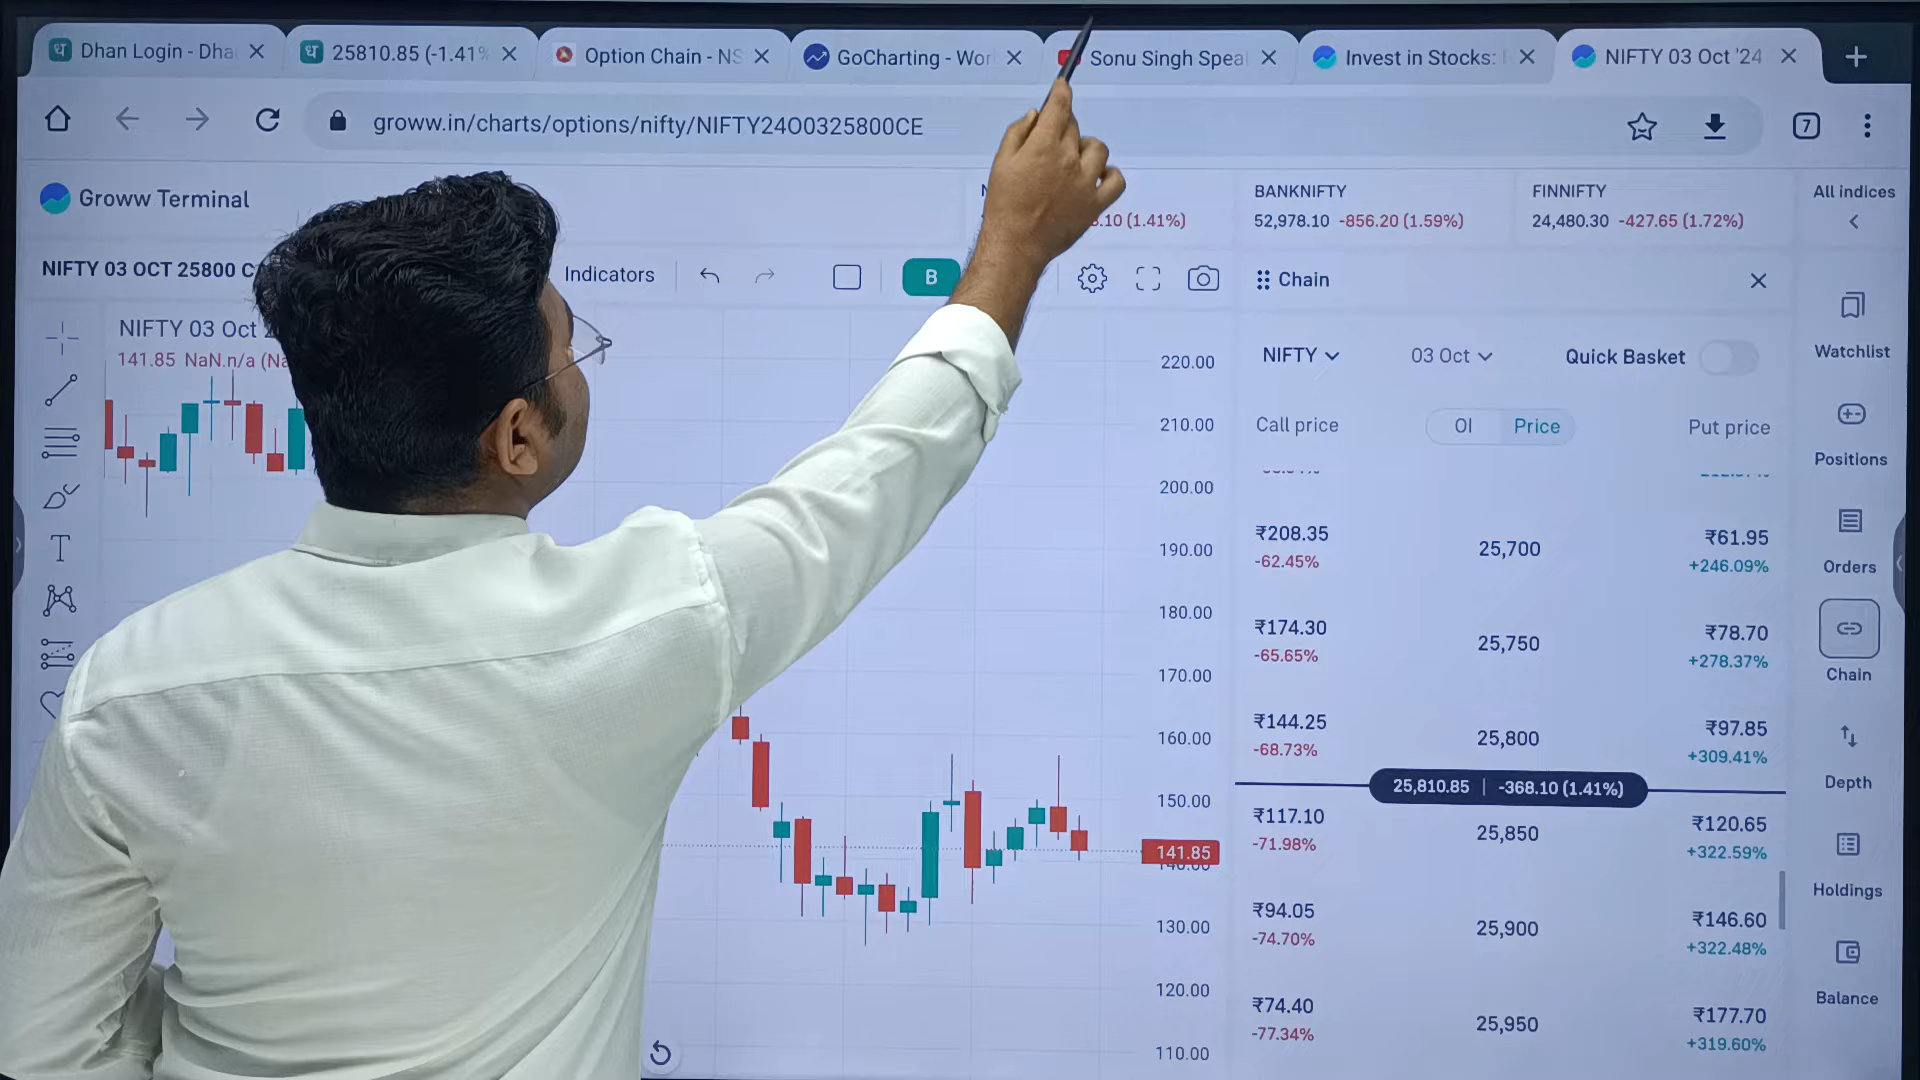 Dhan Login - Dha
25810.85 (-1.41%
Option Chain - NS
GoCharting - Wor
Sonu Singh Spea
Invest in Stocks:
NIFTY 03 Oct '24
groww.in/charts/options/nifty/NIFTY24O0325800CE
7
Groww Terminal
.10 (1.41%)
BANKNIFTY
52,978.10 -856.20 (1.59%)
FINNIFTY
24,480.30 -427.65 (1.72%)
All indices
NIFTY 03 OCT 25800 C
Indicators
B
Chain
NIFTY 03 Oct
141.85 NaN.n/a (Na
NIFTY
03 Oct
Quick Basket
Call price
OI
Price
Put price
220.00
210.00
200.00
190.00
180.00
170.00
160.00
150.00
141.85
140.00
130.00
120.00
110.00
₹208.35
-62.45%
25,700
₹61.95
+246.09%
₹174.30
-65.65%
25,750
₹78.70
+278.37%
₹144.25
-68.73%
25,800
₹97.85
+309.41%
25,810.85 | -368.10 (1.41%)
₹117.10
-71.98%
25,850
₹120.65
+322.59%
₹94.05
-74.70%
25,900
₹146.60
+322.48%
₹74.40
-77.34%
25,950
₹177.70
+319.60%
Watchlist
Positions
Orders
Chain
Depth
Holdings
Balance
T